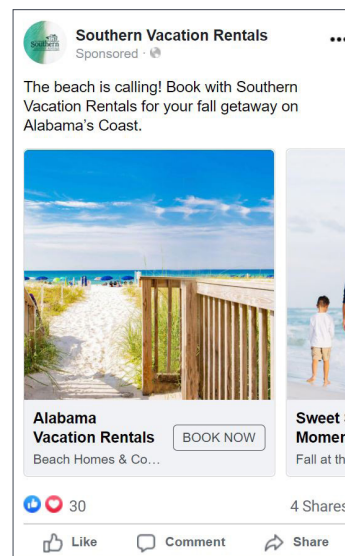 Southern
Southern Vacation Rentals
Sponsored ·
The beach is calling! Book with Southern
Vacation Rentals for your fall getaway on
Alabama's Coast.
Alabama
Vacation Rentals
BOOK NOW
Beach Homes & Co…
Sweet
Momen
Fall at th
30
4 Shares
Like
Comment
Share